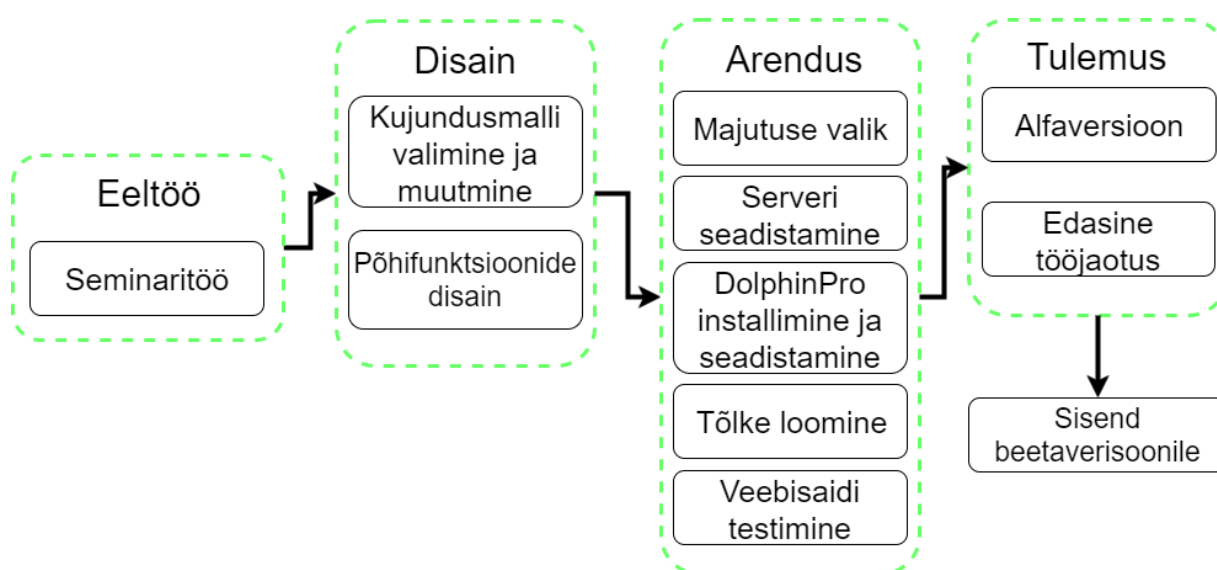 Eeltöö
Seminaritöö
Disain
Kujundusmalli
valimine ja
muutmine
Põhifunktsioonide
disain
Arendus
Majutuse valik
Serveri
seadistamine
DolphinPro
installimine ja
seadistamine
Tõlke loomine
Veebisaidi
testimine
Tulemus
Alfaversioon
Edasine
tööjaotus
Sisend
beetaverisoonile